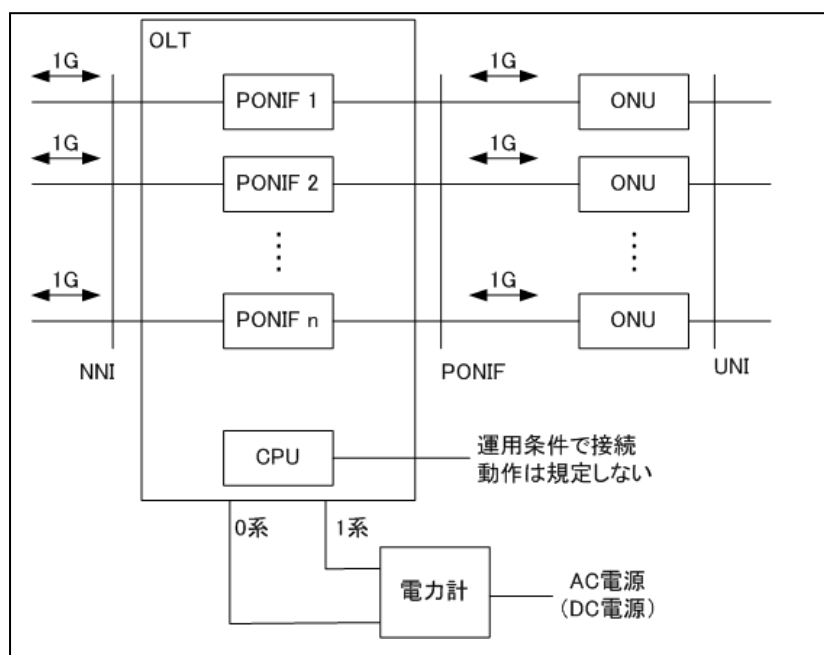 OLT
1G
1G
PONIF 1
ONU
1G
1G
PONIF 2
ONU
1G
1G
PONIF n
ONU
NNI
PONIF
UNI
CPU
運用条件で接続
動作は規定しない
0系
1系
電力計
AC電源
(DC電源)